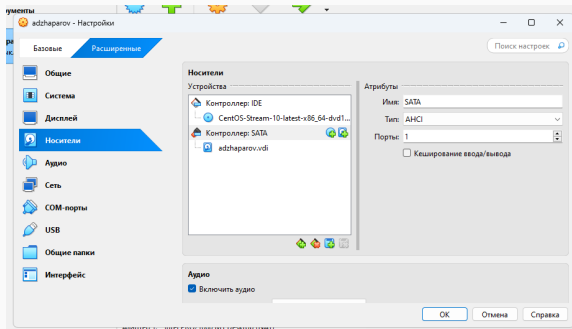 ументы
adzhaparov - Настройки
Базовые
Расширенные
Поиск настроек
Общие
Система
Дисплей
Носители
Аудио
Сеть
COM-порты
USB
Общие папки
Интерфейс
Носители
Устройства
Контроллер: IDE
CentOS-Stream-10-latest-x86_64-dvd1...
Контроллер: SATA
adzhaparov.vdi
Атрибуты
Имя: SATA
Тип: AHCI
Порты: 1
Кеширование ввода/вывода
Аудио
Включить аудио
OK
Отмена
Справка